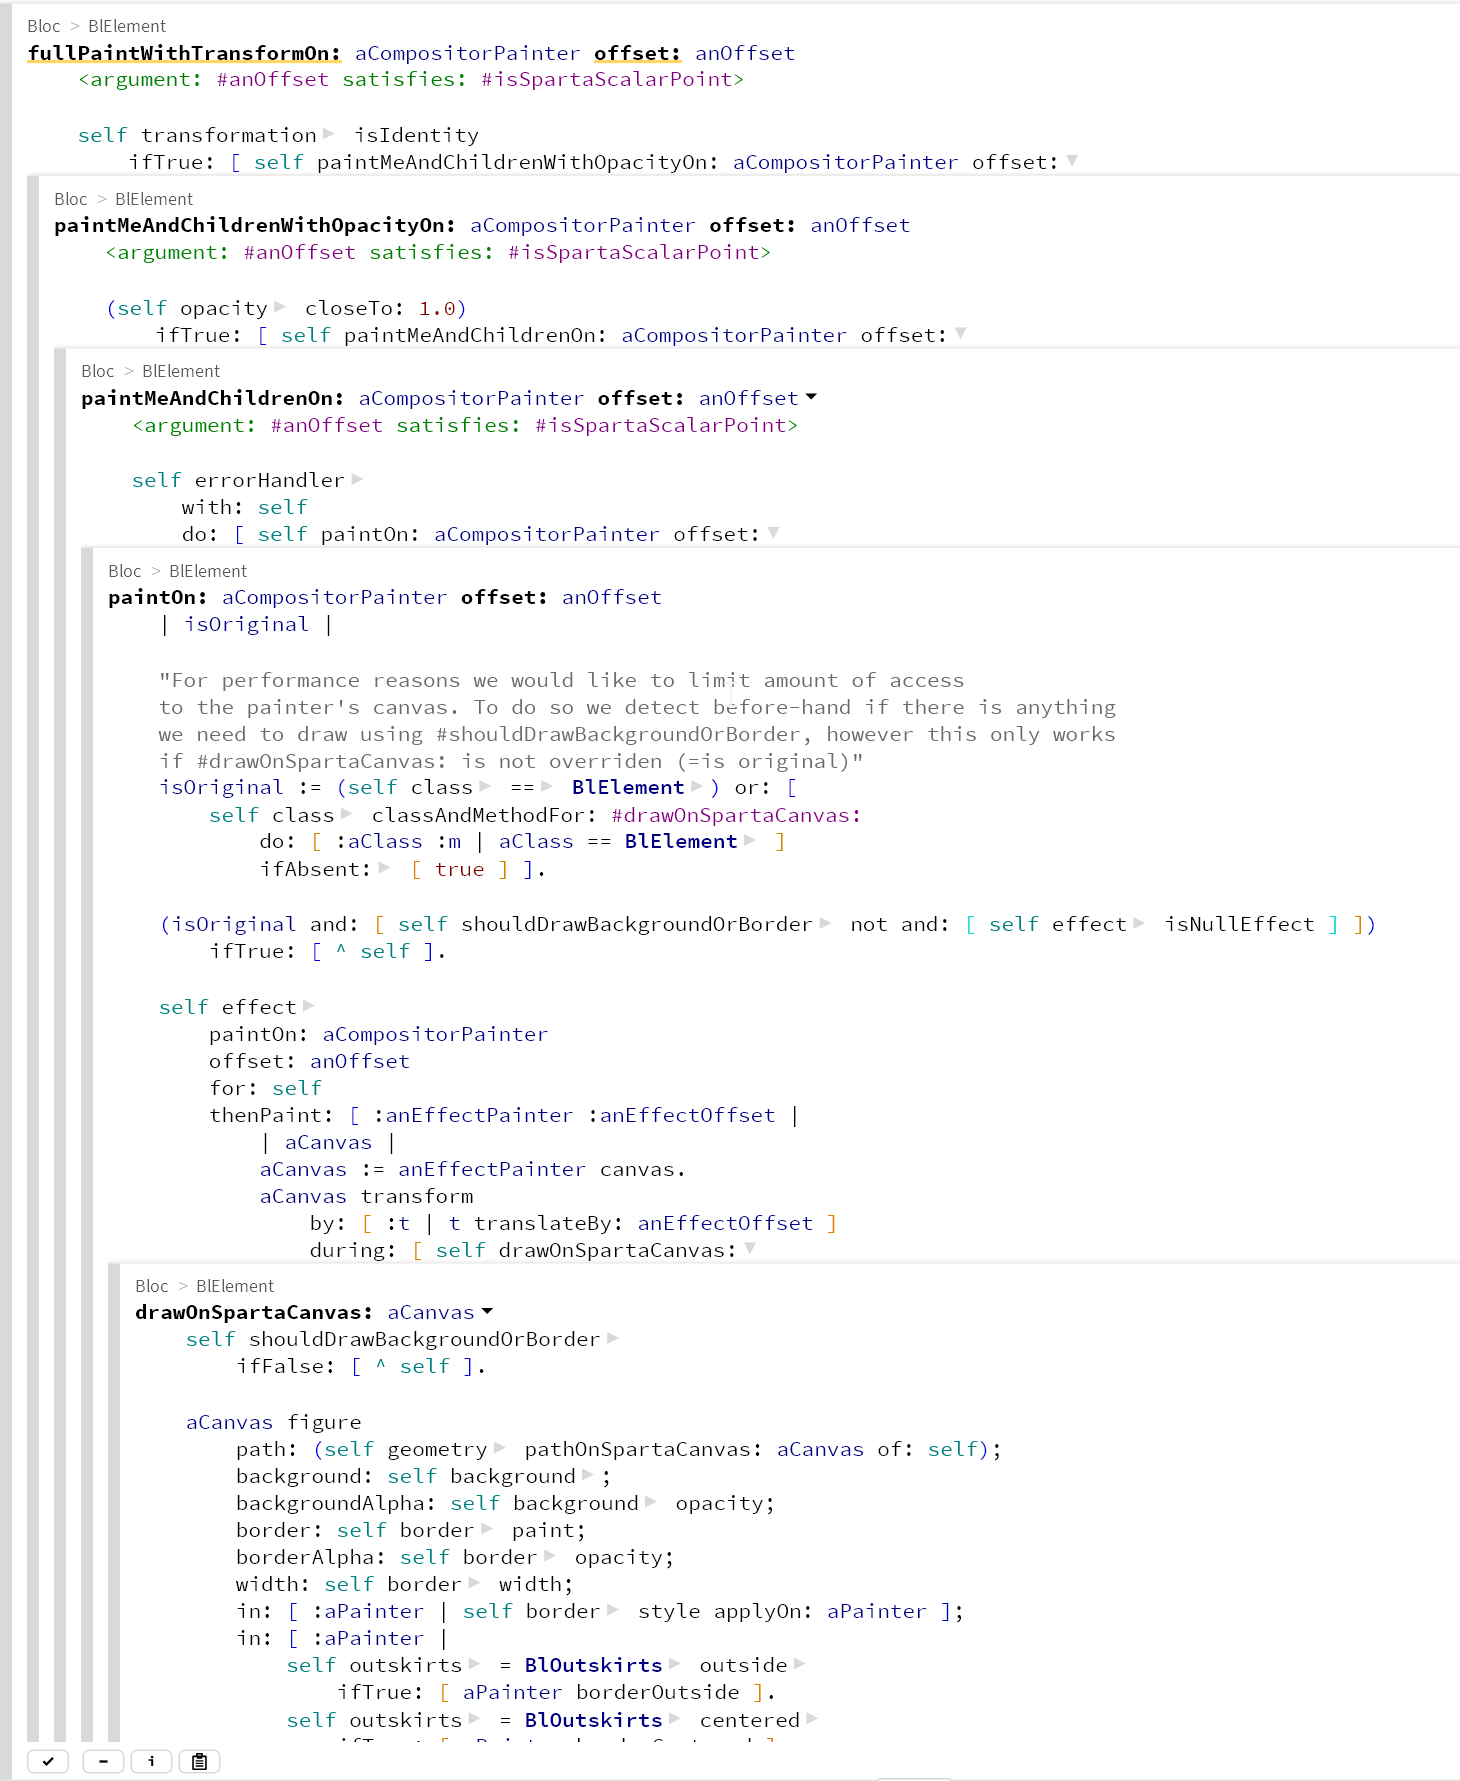 Bloc > BlElement
fullPaintWithTransformOn: aCompositorPainter offset: anOffset
<argument: #anOffset satisfies: #isSpartaScalarPoint>
self transformation isIdentity
ifTrue: [ self paintMeAndChildrenWithOpacityOn: aCompositorPainter offset:
Bloc > BlElement
paintMeAndChildrenWithOpacityOn: aCompositorPainter offset: anOffset
<argument: #anOffset satisfies: #isSpartaScalarPoint>
(self opacity closeTo: 1.0)
ifTrue: [ self paintMeAndChildrenOn: aCompositorPainter offset:
Bloc > BlElement
paintMeAndChildrenOn: aCompositorPainter offset: anOffset
<argument: #anOffset satisfies: #isSpartaScalarPoint>
self errorHandler
with: self
do: [ self paintOn: aCompositorPainter offset:
Bloc > BlElement
paintOn: aCompositorPainter offset: anOffset
| isOriginal |
"For performance reasons we would like to limit amount of access
to the painter's canvas. To do so we detect before-hand if there is anything
we need to draw using #shouldDrawBackgroundOrBorder, however this only works
if #drawOnSpartaCanvas: is not overriden (=is original)"
isOriginal := (self class == BlElement ) or: [
self class classAndMethodFor: #drawOnSpartaCanvas:
do: [ :aClass :m | aClass == BlElement ]
ifAbsent: [ true ] ].
(isOriginal and: [ self shouldDrawBackgroundOrBorder not and: [ self effect isNullEffect ] ])
ifTrue: [ ^ self ].
self effect
paintOn: aCompositorPainter
offset: anOffset
for: self
thenPaint: [ :anEffectPainter :anEffectOffset |
| aCanvas |
aCanvas := anEffectPainter canvas.
aCanvas transform
by: [ :t | t translateBy: anEffectOffset ]
during: [ self drawOnSpartaCanvas:
Bloc > BlElement
drawOnSpartaCanvas: aCanvas
self shouldDrawBackgroundOrBorder
ifFalse: [ ^ self ].
aCanvas figure
path: (self geometry pathOnSpartaCanvas: aCanvas of: self);
background: self background ;
backgroundAlpha: self background opacity;
border: self border paint;
borderAlpha: self border opacity;
width: self border width;
in: [ :aPainter | self border style applyOn: aPainter ];
in: [ :aPainter |
self outskirts = BlOutskirts outside
ifTrue: [ aPainter borderOutside ].
self outskirts = BlOutskirts centered